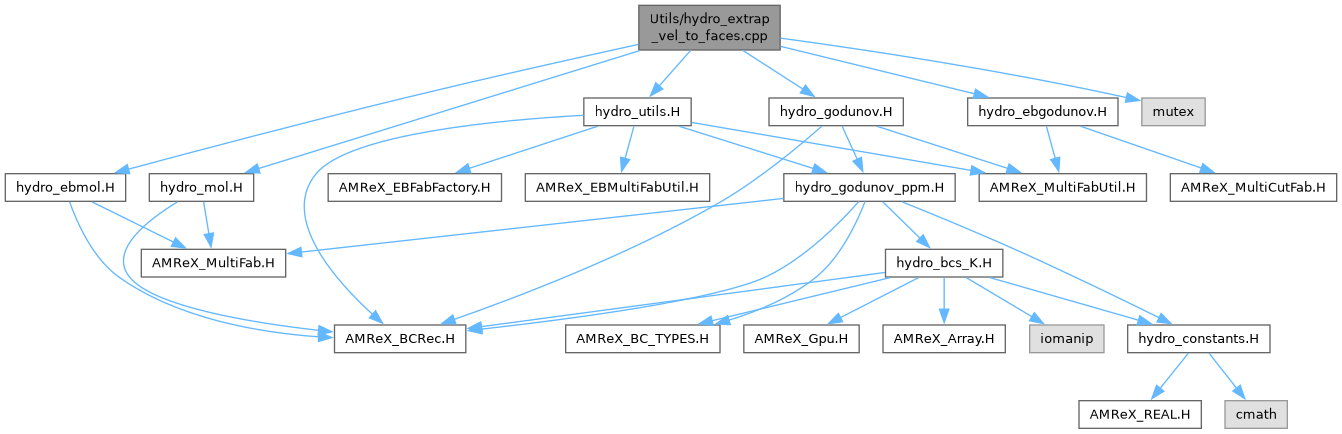 Utils/hydro_extrap
_vel_to_faces.cpp
hydro_utils.H
hydro_godunov.H
hydro_ebgodunov.H
mutex
hydro_ebmol.H
hydro_mol.H
AMReX_EBFabFactory.H
AMReX_EBMultiFabUtil.H
hydro_godunov_ppm.H
AMReX_MultiFabUtil.H
AMReX_MultiCutFab.H
AMReX_MultiFab.H
hydro_bcs_K.H
AMReX_BCRec.H
AMReX_BC_TYPES.H
AMReX_Gpu.H
AMReX_Array.H
iomanip
hydro_constants.H
AMReX_REAL.H
cmath